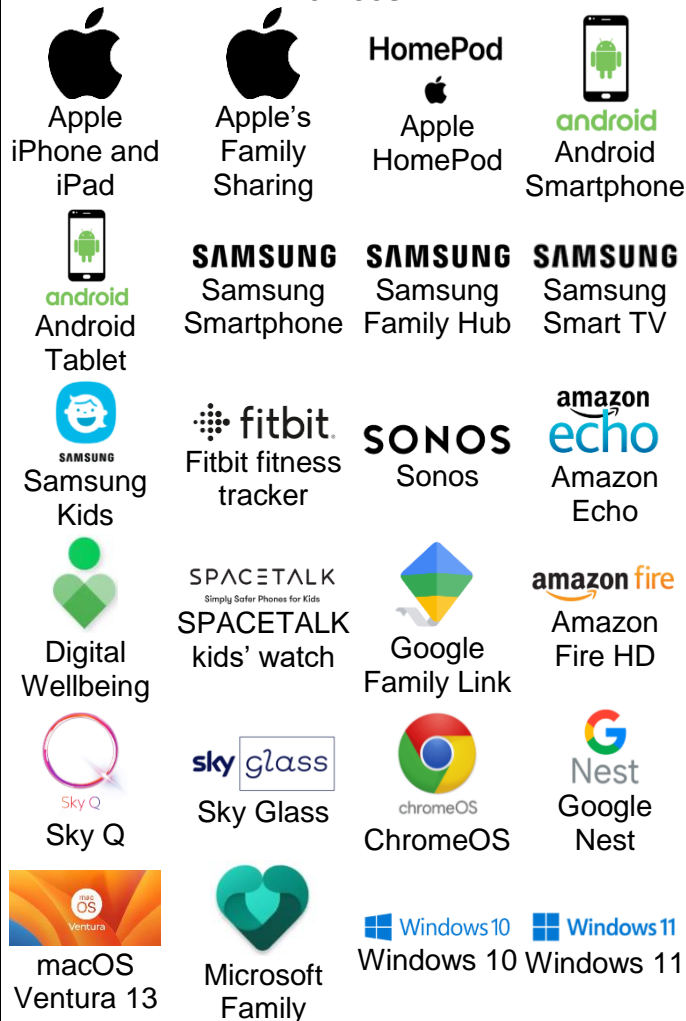 HomePod
Apple
iPhone and
iPad
Apple's
Family
Sharing
Apple
HomePod
android
Android
Smartphone
android
Android
Tablet
SAMSUNG
Samsung
Smartphone
SAMSUNG
Samsung
Family Hub
SAMSUNG
Samsung
Smart TV
SAMSUNG
Samsung
Kids
fitbit
Fitbit fitness
tracker
SONOS
Sonos
amazon
echo
Amazon
Echo
Digital
Wellbeing
SPACETALK
Simply Safer Phones for Kids
SPACETALK
kids' watch
Google
Family Link
amazon fire
Amazon
Fire HD
Sky Q
Sky Q
sky glass
Sky Glass
chromeOS
ChromeOS
G
Nest
Google
Nest
mac
OS
Ventura
macOS
Ventura 13
Microsoft
Family
Windows 10
Windows 10
Windows 11
Windows 11